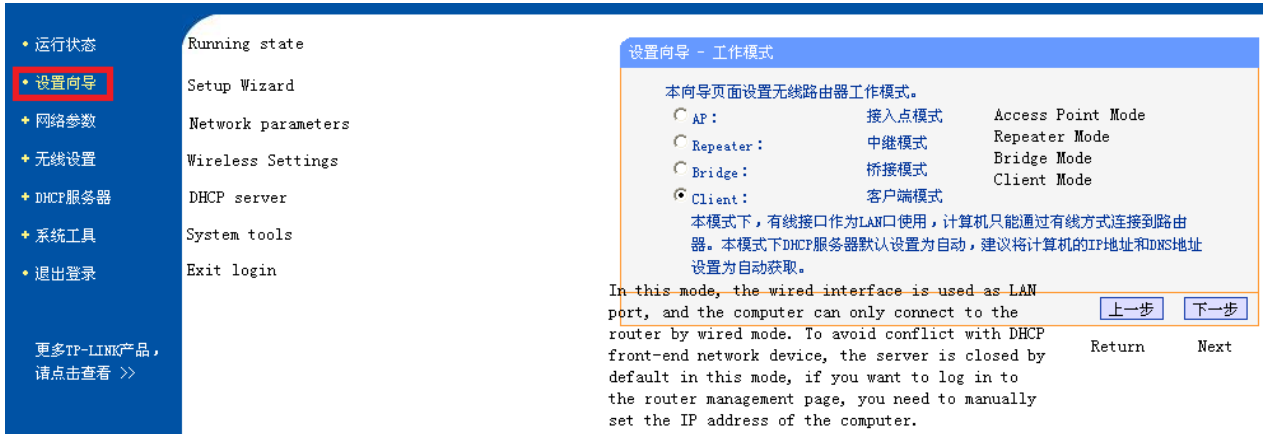 • 运行状态
Running state
• 设置向导
Setup Wizard
+ 网络参数
Network parameters
+ 无线设置
Wireless Settings
+ DHCP服务器
DHCP server
+ 系统工具
System tools
• 退出登录
Exit login
更多TP-LINK产品，
请点击查看 >>
设置向导 - 工作模式
本向导页面设置无线路由器工作模式。
AP： 接入点模式 Access Point Mode
Repeater： 中继模式 Repeater Mode
Bridge： 桥接模式 Bridge Mode
Client： 客户端模式 Client Mode
本模式下，有线接口作为LAN口使用，计算机只能通过有线方式连接到路由
器。本模式下DHCP服务器默认设置为自动，建议将计算机的IP地址和DNS地址
设置为自动获取。
In this mode, the wired interface is used as LAN
port, and the computer can only connect to the
router by wired mode. To avoid conflict with DHCP
front-end network device, the server is closed by
default in this mode, if you want to log in to
the router management page, you need to manually
set the IP address of the computer.
上一步 下一步
Return Next